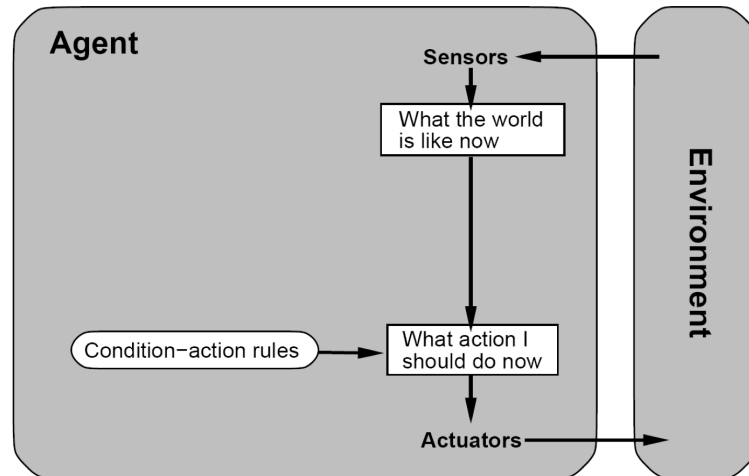 Agent
Sensors
What the world
is like now
Environment
Condition−action rules
What action I
should do now
Actuators